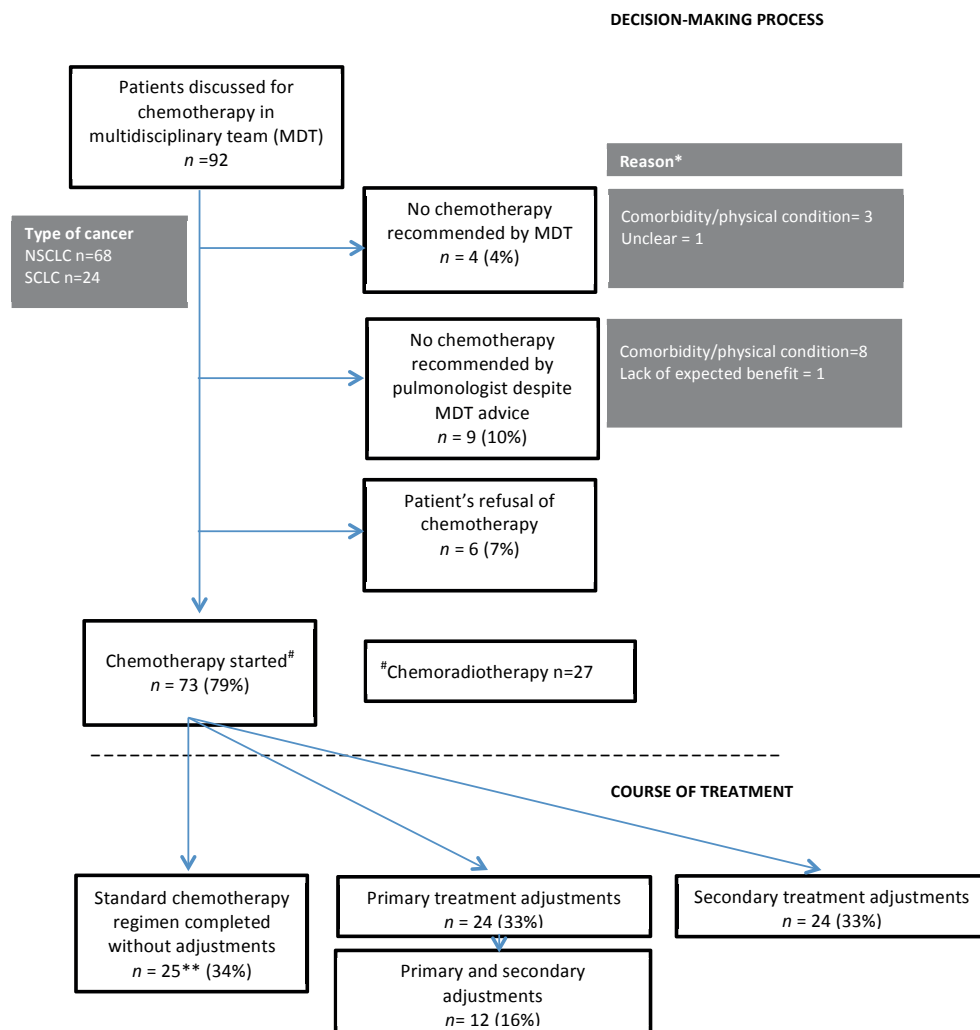 DECISION-MAKING PROCESS
Patients discussed for
chemotherapy in
multidisciplinary team (MDT)
n =92
Reason*
Type of cancer
NSCLC n=68
SCLC n=24
No chemotherapy
recommended by MDT
n = 4 (4%)
Comorbidity/physical condition= 3
Unclear = 1
No chemotherapy
recommended by
pulmonologist despite
MDT advice
n = 9 (10%)
Comorbidity/physical condition=8
Lack of expected benefit = 1
Patient’s refusal of
chemotherapy
n = 6 (7%)
Chemotherapy started#
n = 73 (79%)
#Chemoradiotherapy n=27
COURSE OF TREATMENT
Standard chemotherapy
regimen completed
without adjustments
n = 25** (34%)
Primary treatment adjustments
n = 24 (33%)
Secondary treatment adjustments
n = 24 (33%)
Primary and secondary
adjustments
n= 12 (16%)